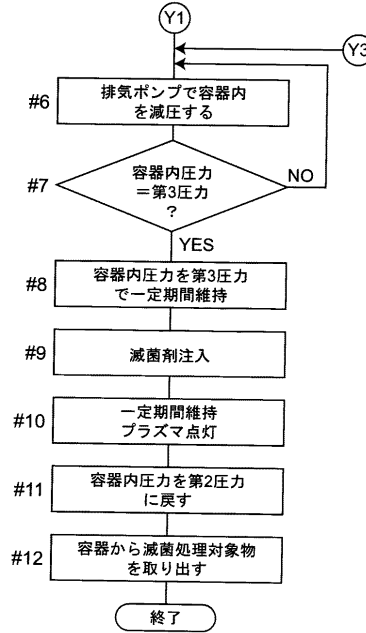 Y1
Y3
#6
排気ポンプで容器内
を減圧する
#7
容器内圧力
＝第3圧力
?
NO
YES
#8
容器内圧力を第3圧力
で一定期間維持
#9
滅菌剤注入
#10
一定期間維持
プラズマ点灯
#11
容器内圧力を第2圧力
に戻す
#12
容器から滅菌処理対象物
を取り出す
終了